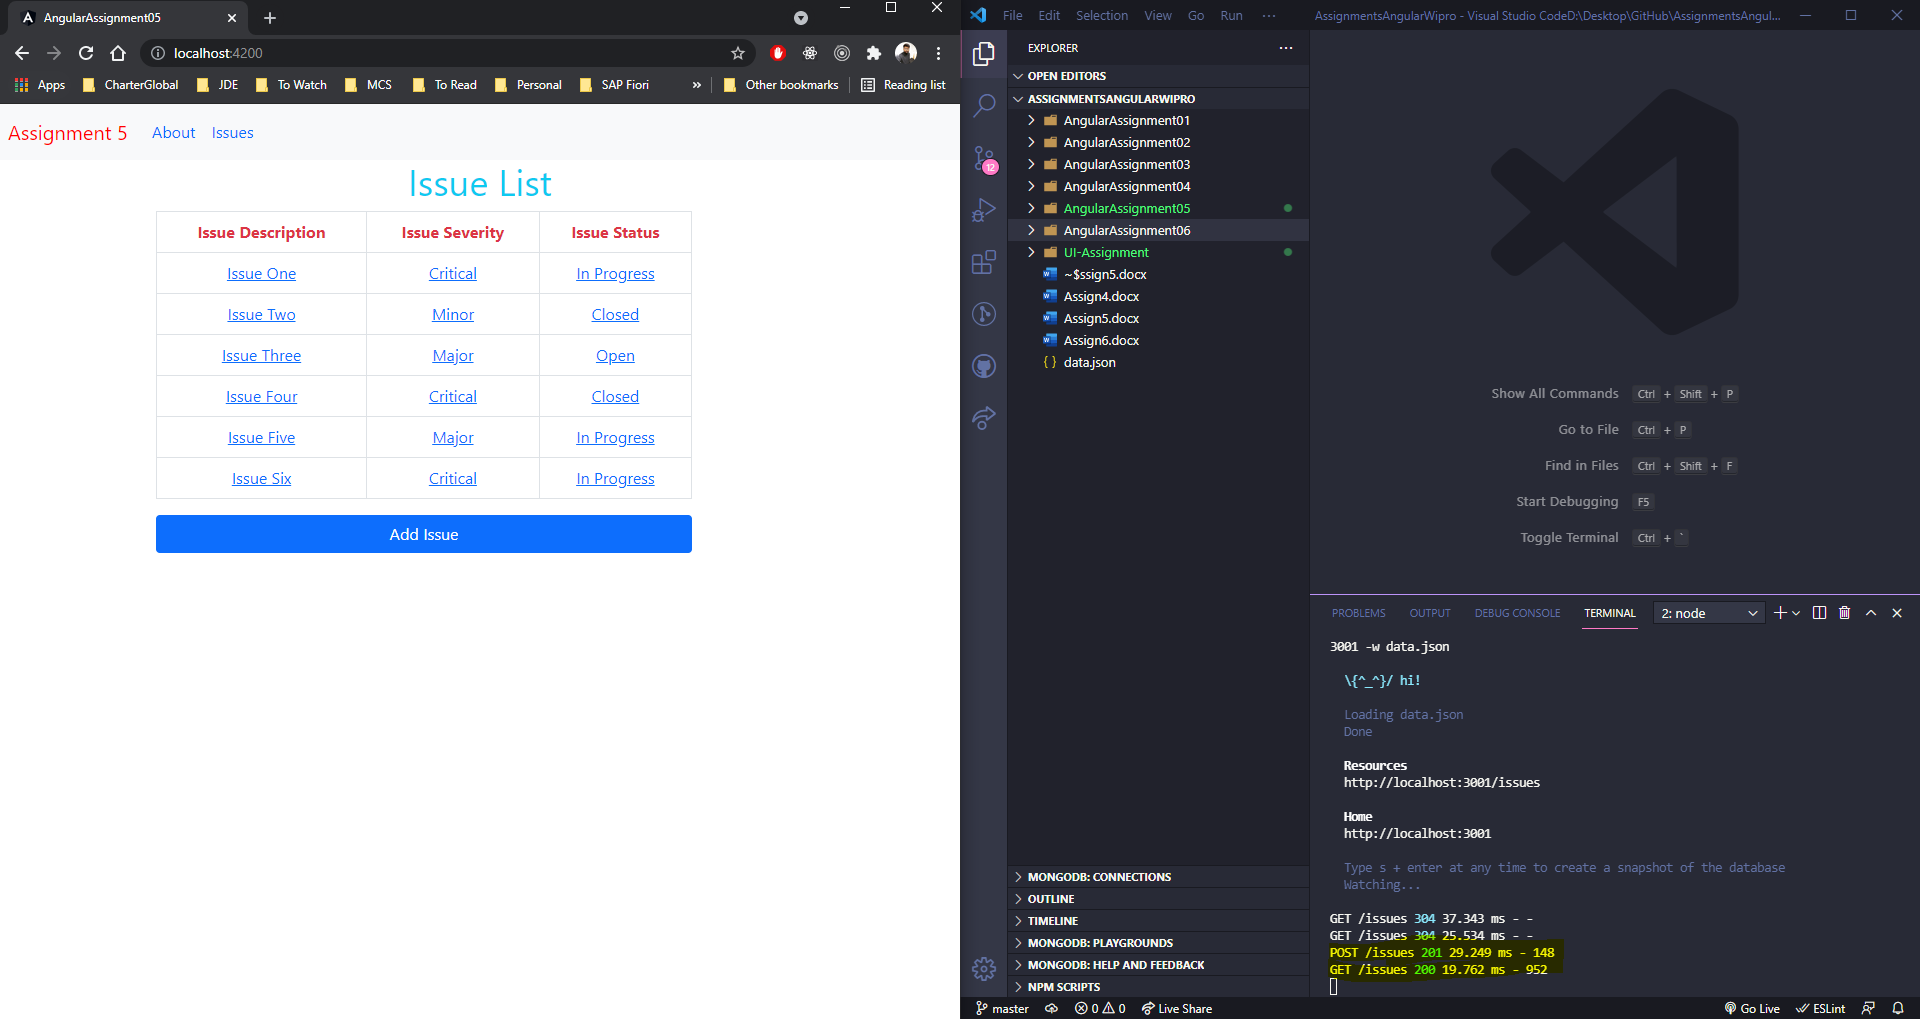 AngularAssignment05
localhost:4200
Apps CharterGlobal JDE To Watch MCS To Read Personal SAP Fiori » Other bookmarks Reading list
Assignment 5 About Issues
Issue List
Issue Description Issue Severity Issue Status
Issue One Critical In Progress
Issue Two Minor Closed
Issue Three Major Open
Issue Four Critical Closed
Issue Five Major In Progress
Issue Six Critical In Progress
Add Issue
File Edit Selection View Go Run ··· AssignmentsAngularWipro - Visual Studio CodeD:\Desktop\GitHub\AssignmentsAngul...
EXPLORER
OPEN EDITORS
ASSIGNMENTSANGULARWIPRO
AngularAssignment01
AngularAssignment02
AngularAssignment03
AngularAssignment04
AngularAssignment05
AngularAssignment06
UI-Assignment
~$ssign5.docx
Assign4.docx
Assign5.docx
Assign6.docx
{ } data.json
12
MONGODB: CONNECTIONS
OUTLINE
TIMELINE
MONGODB: PLAYGROUNDS
MONGODB: HELP AND FEEDBACK
NPM SCRIPTS
Show All Commands Ctrl + Shift + P
Go to File Ctrl + P
Find in Files Ctrl + Shift + F
Start Debugging F5
Toggle Terminal Ctrl + `
PROBLEMS OUTPUT DEBUG CONSOLE TERMINAL 2: node
3001 -w data.json
\{^_^}/ hi!
Loading data.json
Done
Resources
http://localhost:3001/issues
Home
http://localhost:3001
Type s + enter at any time to create a snapshot of the database
Watching...
GET /issues 304 37.343 ms - -
GET /issues 304 25.534 ms - -
POST /issues 201 29.249 ms - 148
GET /issues 200 19.762 ms - 952
master 0 0 Live Share Go Live ESLint